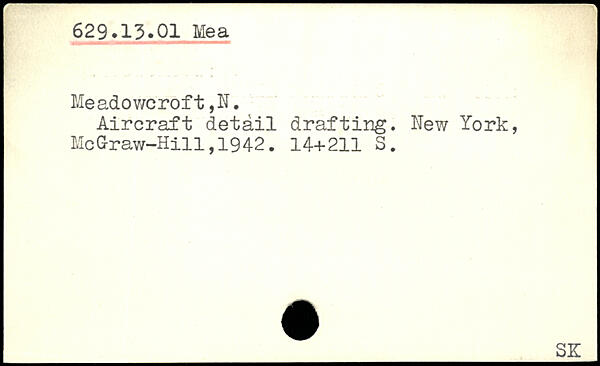 629.13.01 Mea
Meadowcroft,N.
Aircraft detail drafting. New York,
McGraw-Hill,1942. 14+211 S.
SK